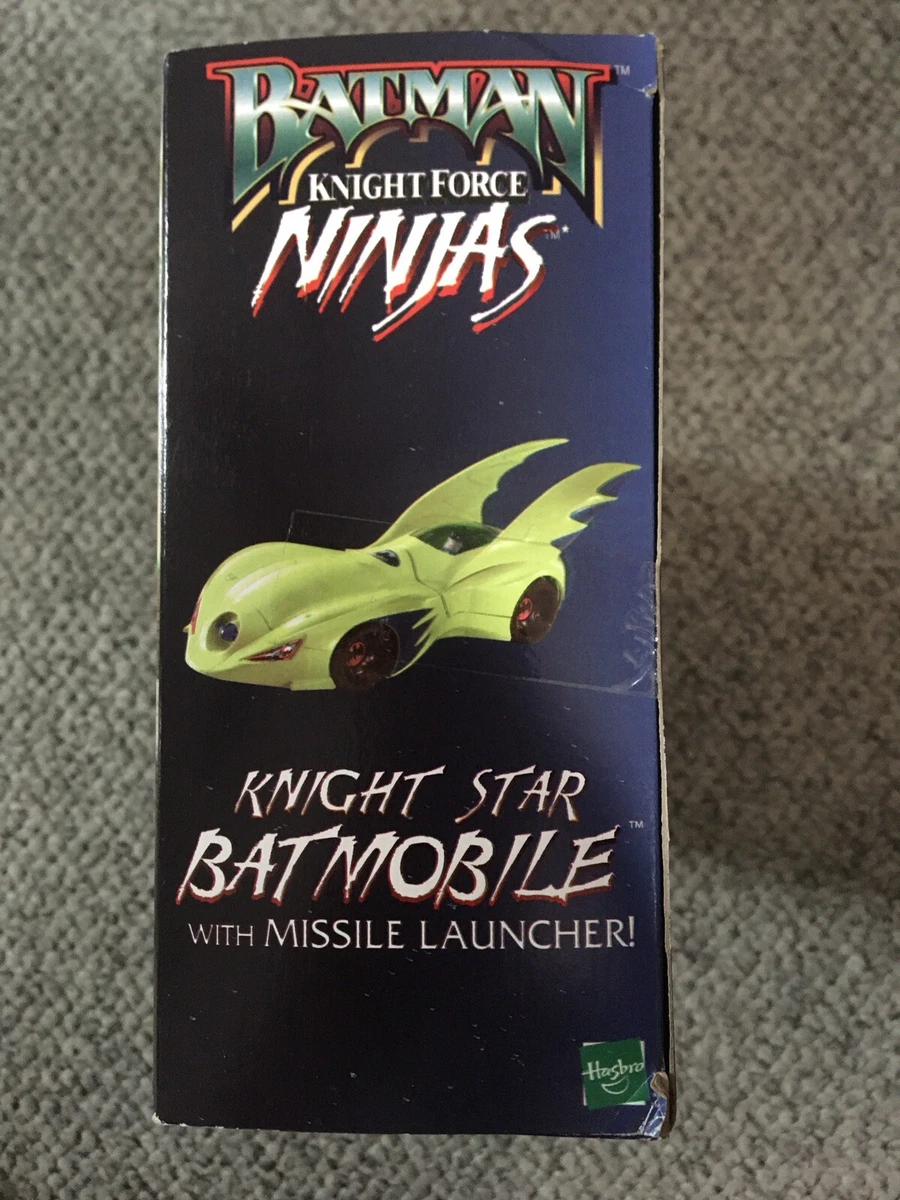 BATMAN™
KNIGHT FORCE
NINJAS™*
KNIGHT STAR
BATMOBILE™
WITH MISSILE LAUNCHER!
Hasbro